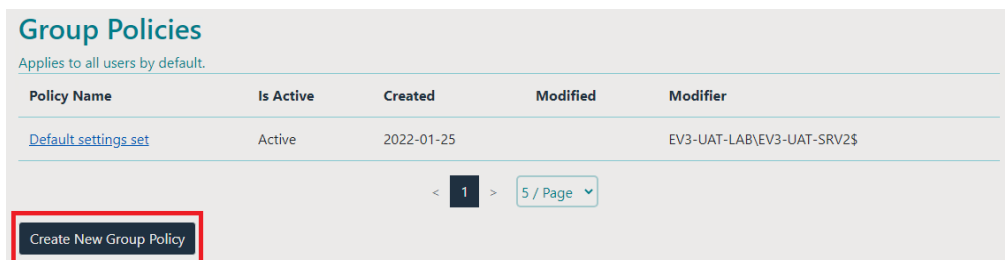 Group Policies
Applies to all users by default.
Policy Name Is Active Created Modified Modifier
Default settings set Active 2022-01-25 EV3-UAT-LAB\EV3-UAT-SRV2$
< 1 > 5 / Page
Create New Group Policy